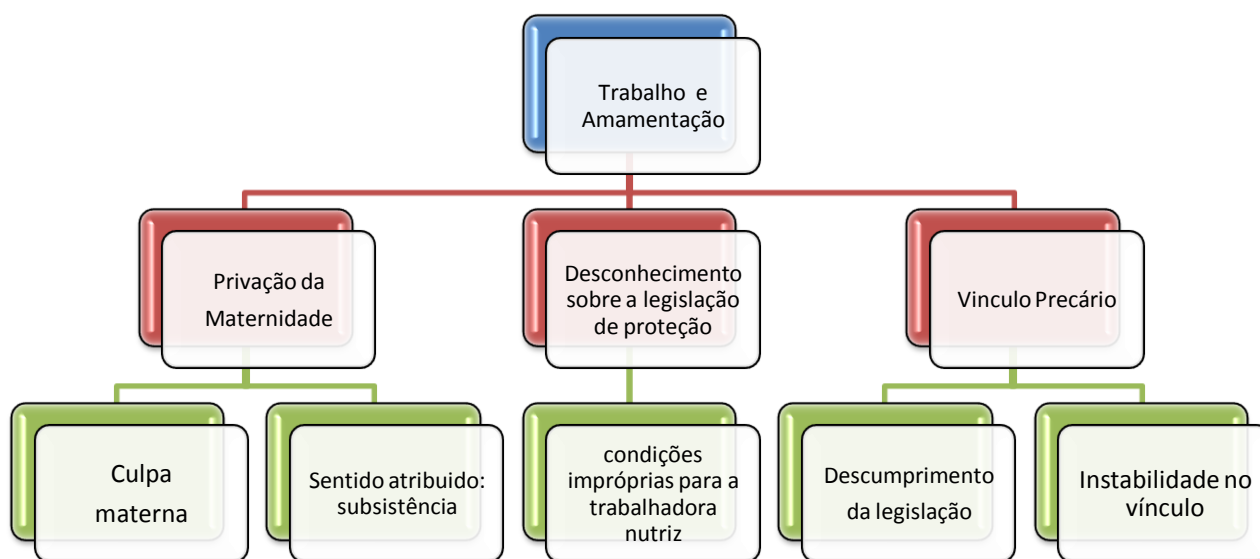 Trabalho e
Amamentação
Privação da
Maternidade
Desconhecimento
sobre a legislação
de proteção
Vinculo Precário
Culpa
materna
Sentido atribuido:
subsistência
condições
impróprias para a
trabalhadora
nutriz
Descumprimento
da legislação
Instabilidade no
vínculo